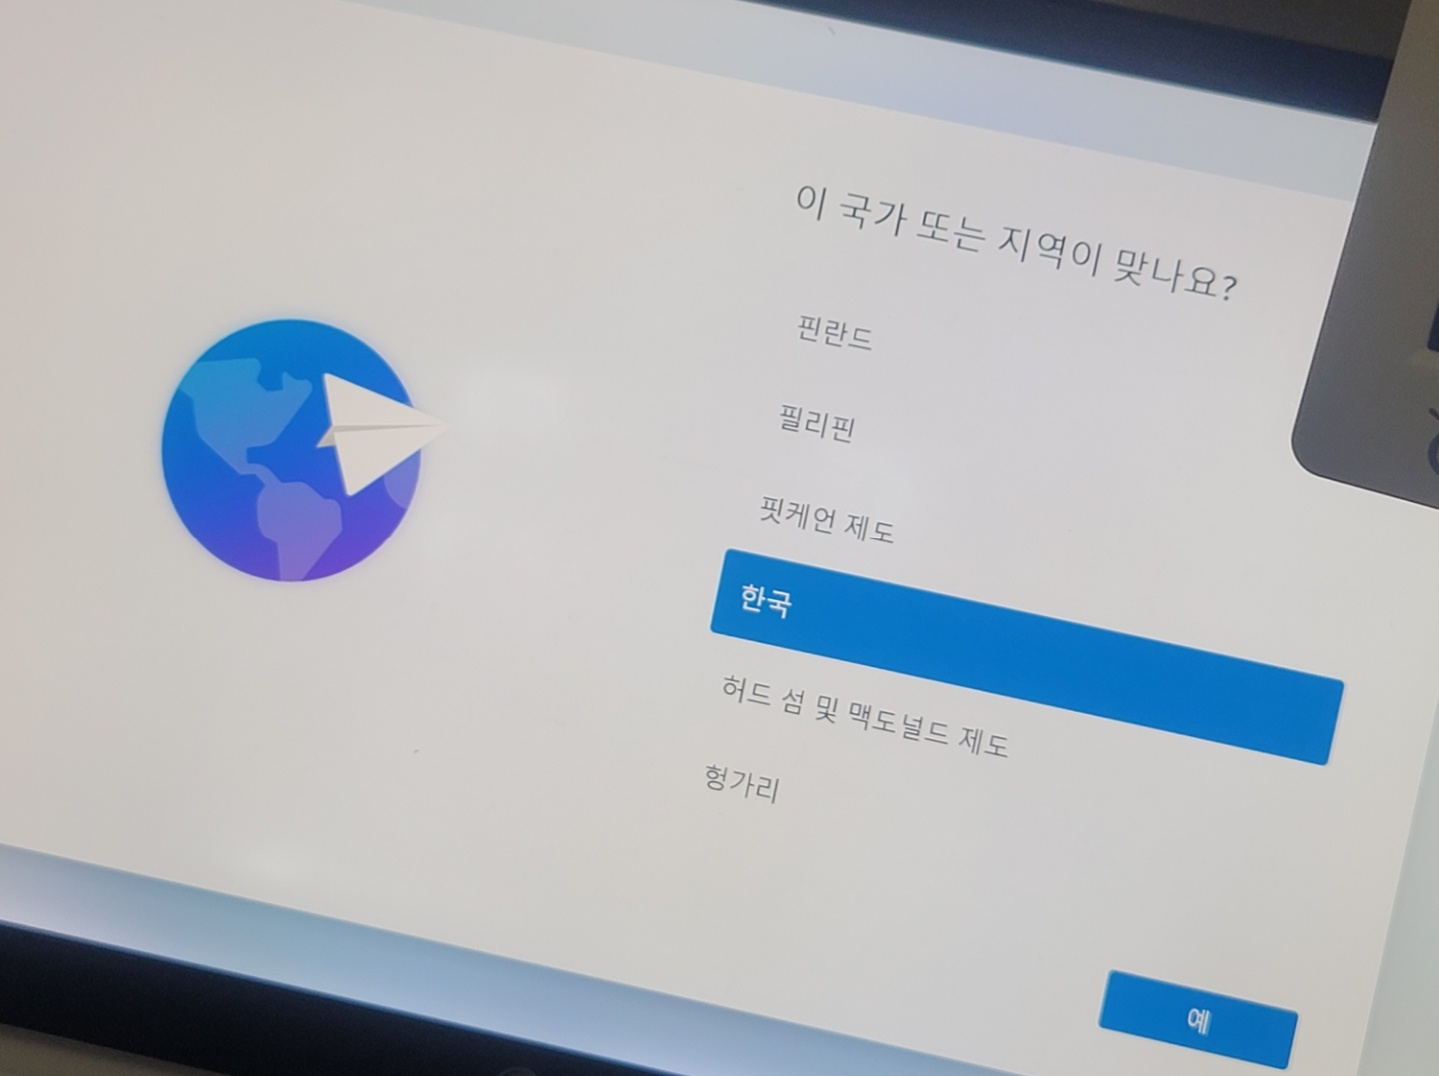 이 국가 또는 지역이 맞나요?
핀란드
필리핀
핏케언 제도
한국
허드 섬 및 맥도널드 제도
헝가리
예